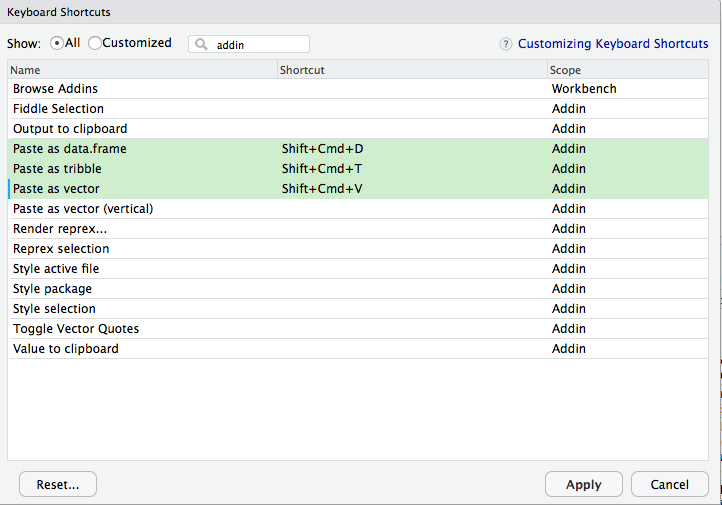 Keyboard Shortcuts
Show: All Customized addin ? Customizing Keyboard Shortcuts
Name Shortcut Scope
Browse Addins Workbench
Fiddle Selection Addin
Output to clipboard Addin
Paste as data.frame Shift+Cmd+D Addin
Paste as tribble Shift+Cmd+T Addin
Paste as vector Shift+Cmd+V Addin
Paste as vector (vertical) Addin
Render reprex... Addin
Reprex selection Addin
Style active file Addin
Style package Addin
Style selection Addin
Toggle Vector Quotes Addin
Value to clipboard Addin
Reset... Apply Cancel